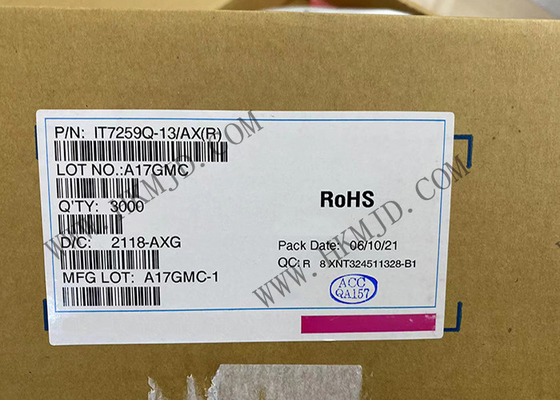 P/N: IT7259Q-13/AX(R)
LOT NO.:A17GMC
Q'TY: 3000
D/C: 2118-AXG
MFG LOT: A17GMC-1
RoHS
Pack Date: 06/10/21
QC: R 8 XNT324511328-B1
ACC
QA157
WWW.HKMJD.COM
WWW.HKMJD.COM